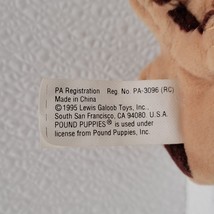 PA Registration Reg. No PA-3096 (RC)
Made in China
©1995 Lewis Galoob Toys, Inc..
South San Francisco, CA 94080. U.S.A.
POUND PUPPIES ® is used under
license from Pound Puppies, Inc.